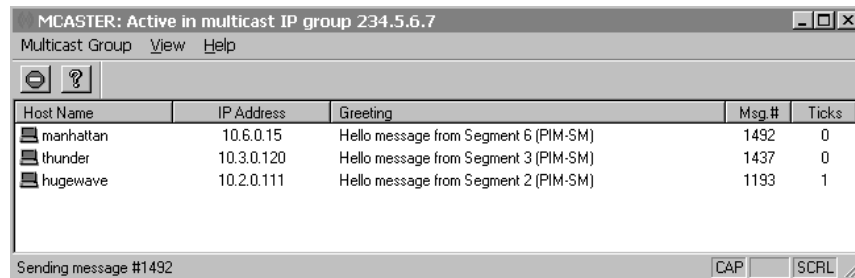 MCASTER: Active in multicast IP group 234.5.6.7
Multicast Group View Help
Host Name IP Address Greeting Msg.# Ticks
manhattan 10.6.0.15 Hello message from Segment 6 (PIM-SM) 1492 0
thunder 10.3.0.120 Hello message from Segment 3 (PIM-SM) 1437 0
hugewave 10.2.0.111 Hello message from Segment 2 (PIM-SM) 1193 1
Sending message #1492 CAP SCRL